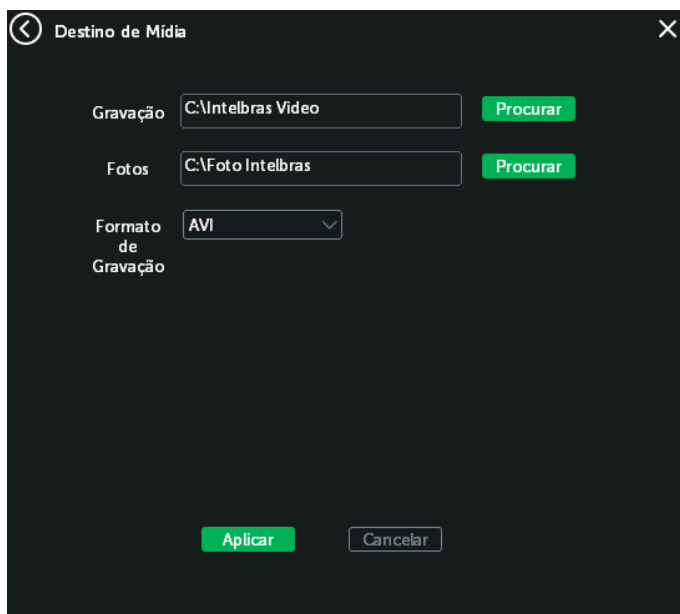 Destino de Mídia
Gravação
C:\Intelbras Video
Procurar
Fotos
C:\Foto Intelbras
Procurar
Formato
de
Gravação
AVI
Aplicar
Cancelar